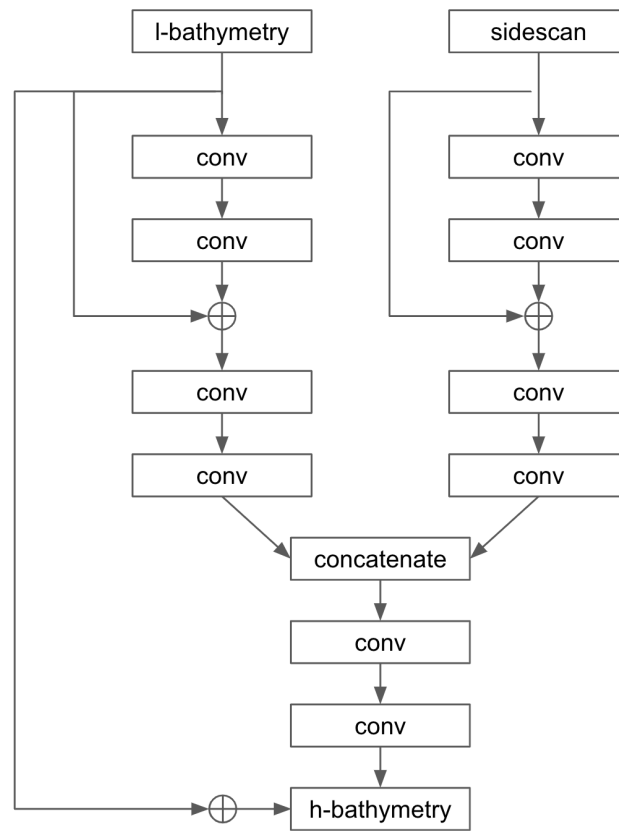 l-bathymetry
sidescan
conv
conv
conv
conv
conv
conv
conv
conv
concatenate
conv
conv
h-bathymetry